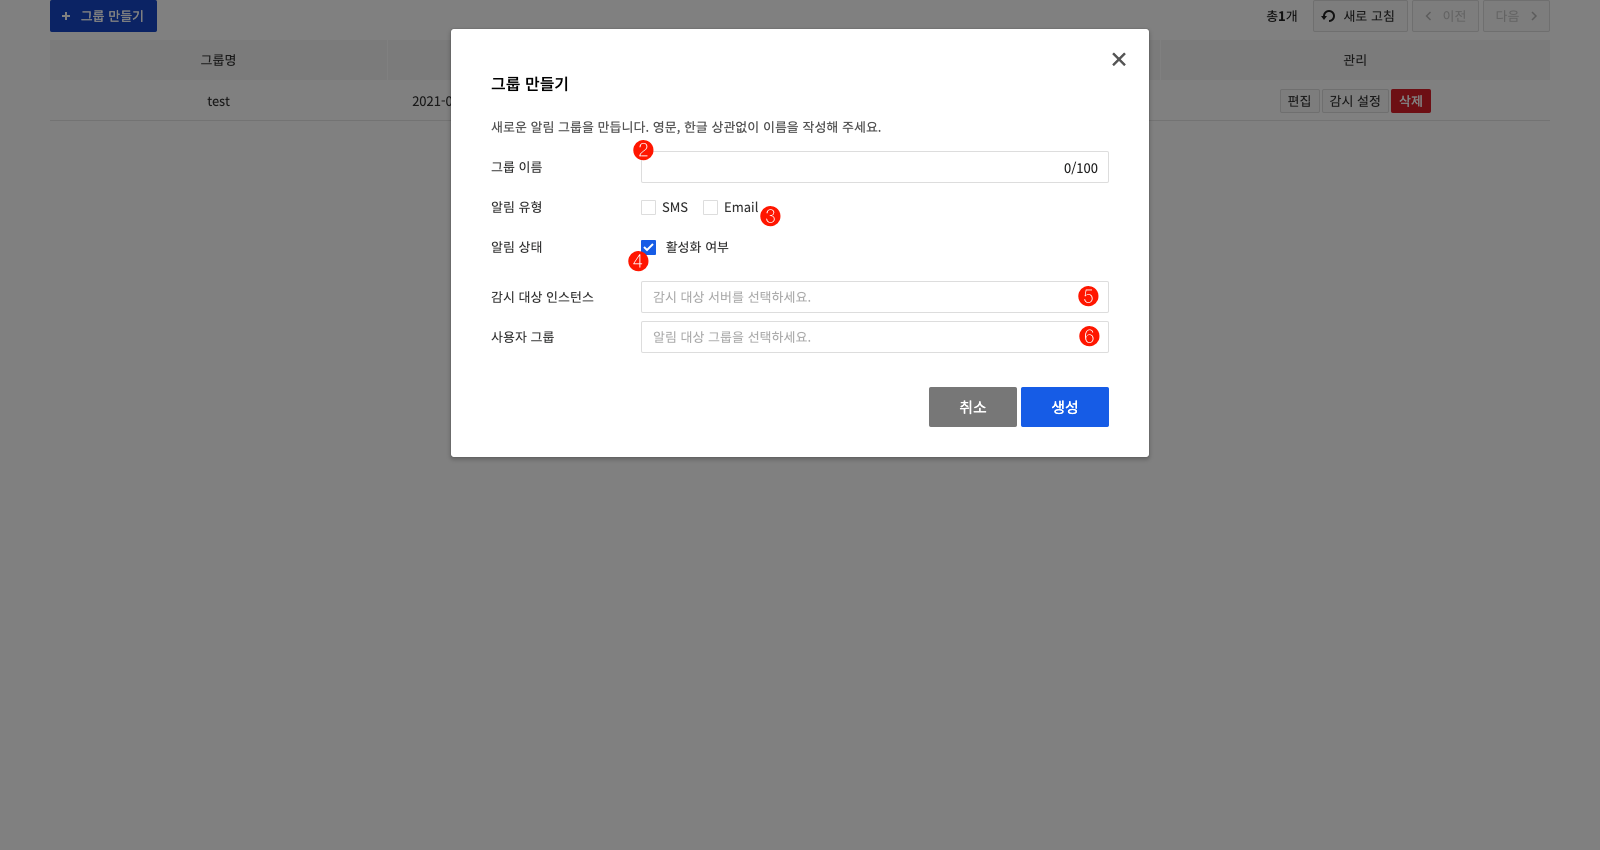 + 그룹 만들기
총1개 새로 고침 이전 다음
그룹명 관리
test 2021-0 편집 감시 설정 삭제
그룹 만들기
새로운 알림 그룹을 만듭니다. 영문, 한글 상관없이 이름을 작성해 주세요.
2
그룹 이름 0/100
알림 유형 SMS Email 3
알림 상태 활성화 여부
4
감시 대상 인스턴스 감시 대상 서버를 선택하세요. 5
사용자 그룹 알림 대상 그룹을 선택하세요. 6
취소 생성